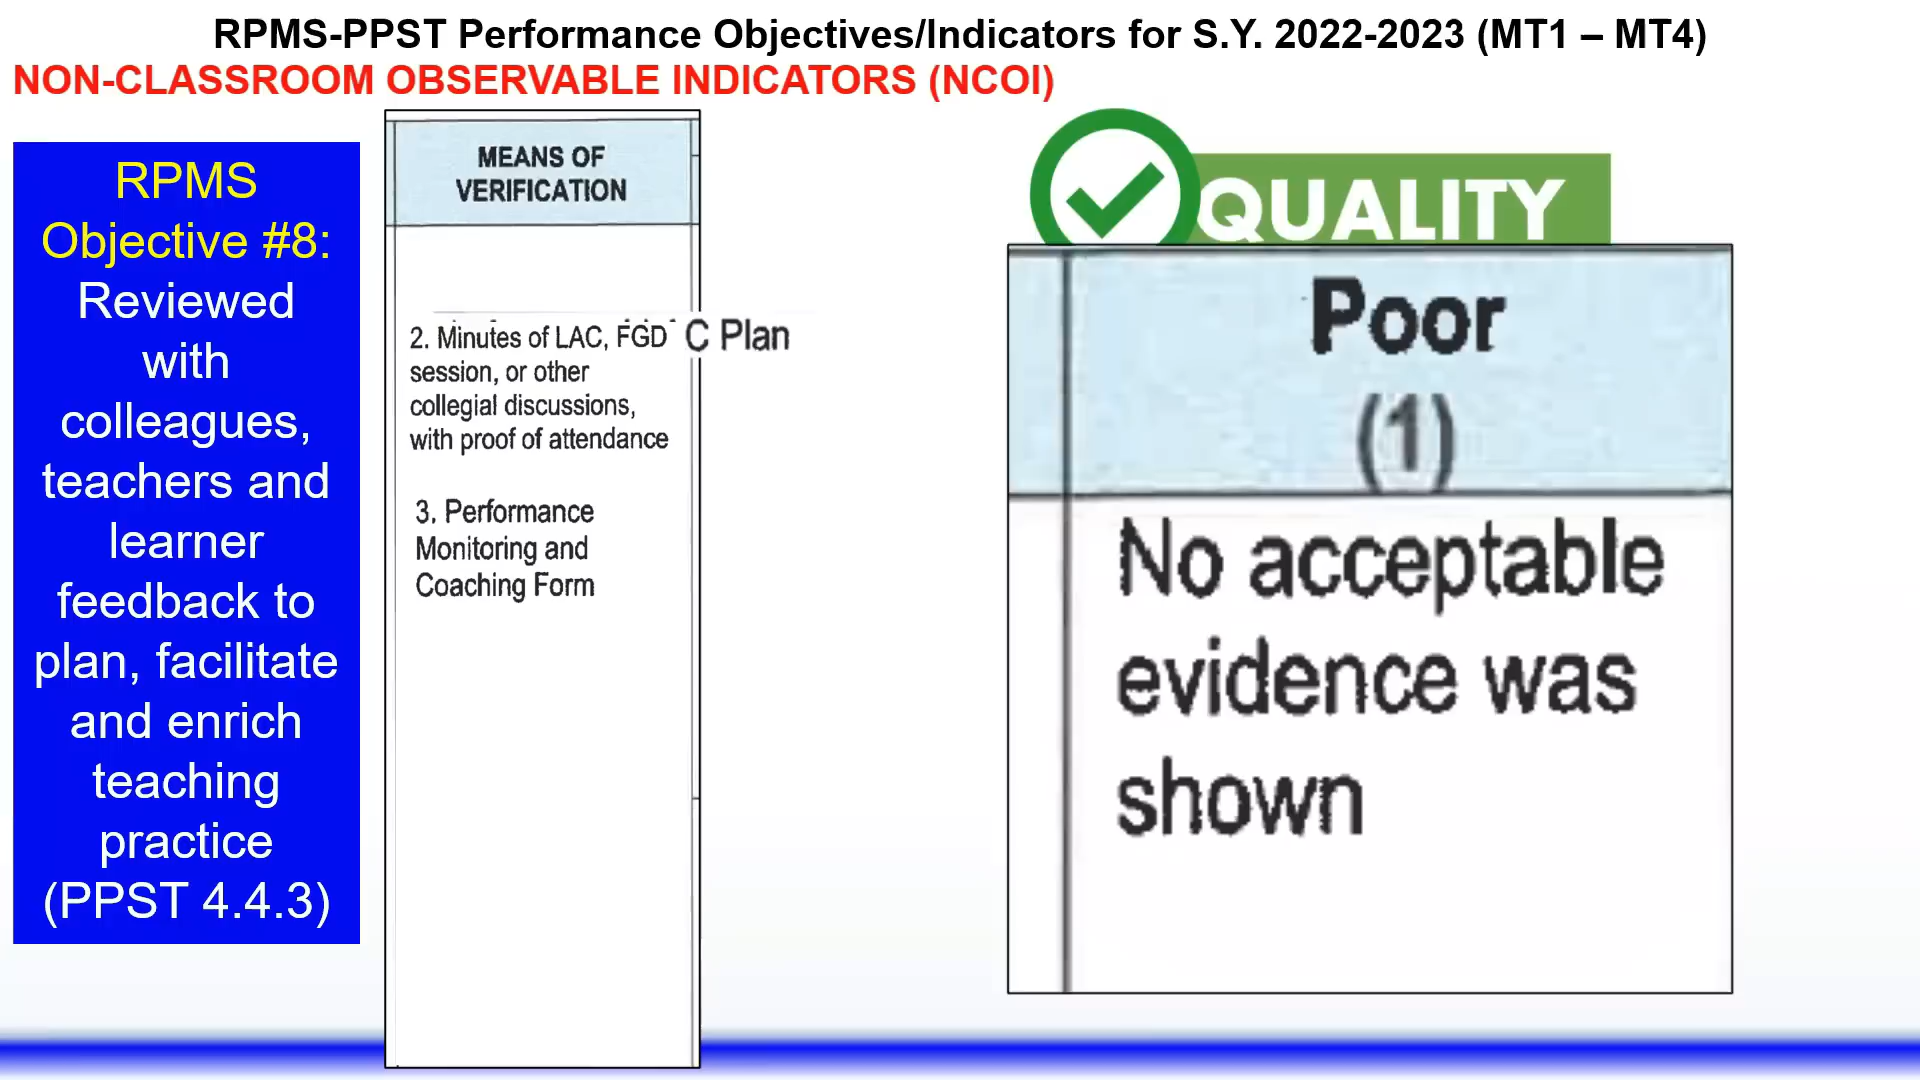 RPMS-PPST Performance Objectives/Indicators for S.Y. 2022-2023 (MT1 – MT4)
NON-CLASSROOM OBSERVABLE INDICATORS (NCOI)
RPMS
Objective #8:
Reviewed
with
colleagues,
teachers and
learner
feedback to
plan, facilitate
and enrich
teaching
practice
(PPST 4.4.3)
MEANS OF
VERIFICATION
C Plan
2. Minutes of LAC, FGD
session, or other
collegial discussions,
with proof of attendance
3. Performance
Monitoring and
Coaching Form
QUALITY
Poor
(1)
No acceptable
evidence was
shown